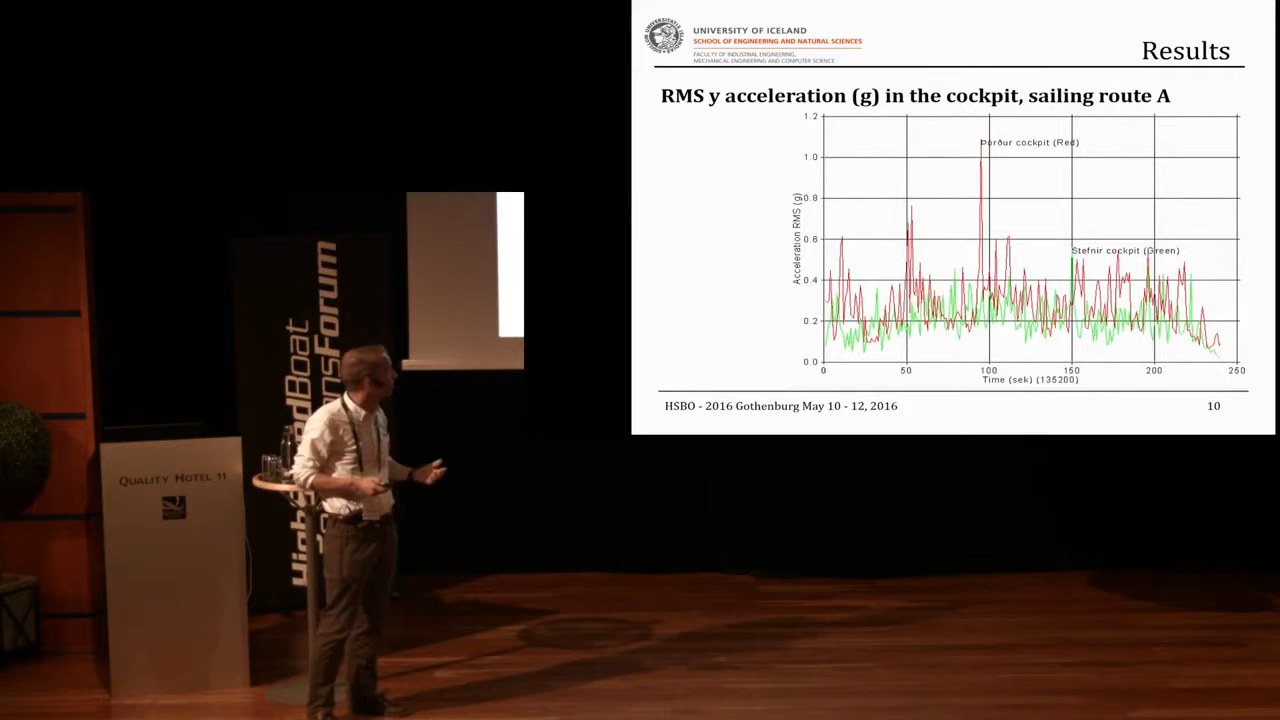 UNIVERSITY OF ICELAND
SCHOOL OF ENGINEERING AND NATURAL SCIENCES
FACULTY OF INDUSTRIAL ENGINEERING,
MECHANICAL ENGINEERING AND COMPUTER SCIENCE
Results
RMS y acceleration (g) in the cockpit, sailing route A
1.2
1.0
0.8
0.6
0.4
0.2
0.0
Acceleration RMS (g)
Þorður cockpit (Red)
Stefnir cockpit (Green)
0 50 100 150 200 250
Time (sek) (135200)
HSBO - 2016 Gothenburg May 10 - 12, 2016
10
QUALITY HOTEL 11
Boat
Forum